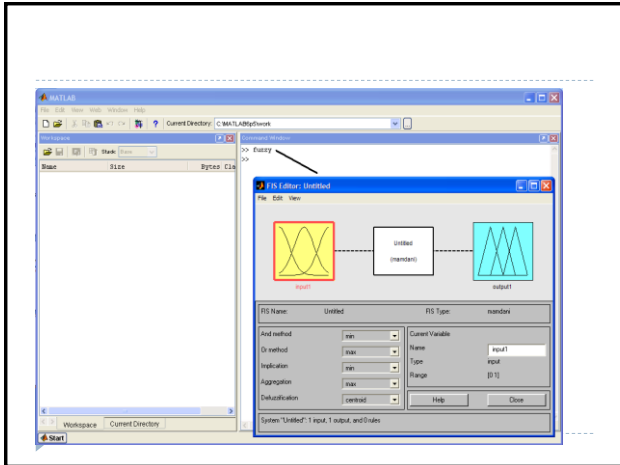 MATLAB
File Edit View Web Window Help
Current Directory: C:\MATLAB6p5\work
Workspace
Command Window
Stack:
Name Size Bytes Cla
>> fuzzy
>>
FIS Editor: Untitled
File Edit View
Untitled
(mamdani)
input1
output1
FIS Name: Untitled FIS Type: mamdani
And method min
Or method max
Implication min
Aggregation max
Defuzzification centroid
Current Variable
Name input1
Type input
Range [0 1]
Help Close
System "Untitled": 1 input, 1 output, and 0 rules
Workspace Current Directory
Start